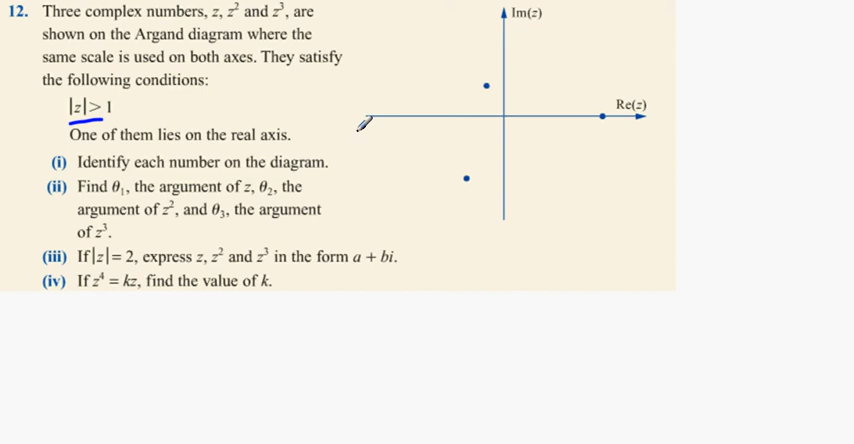 12. Three complex numbers, z, z² and z³, are
shown on the Argand diagram where the
same scale is used on both axes. They satisfy
the following conditions:
|z| > 1
One of them lies on the real axis.
(i) Identify each number on the diagram.
(ii) Find θ₁, the argument of z, θ₂, the
argument of z², and θ₃, the argument
of z³.
(iii) If |z| = 2, express z, z² and z³ in the form a + bi.
(iv) If z⁴ = kz, find the value of k.
Im(z)
Re(z)